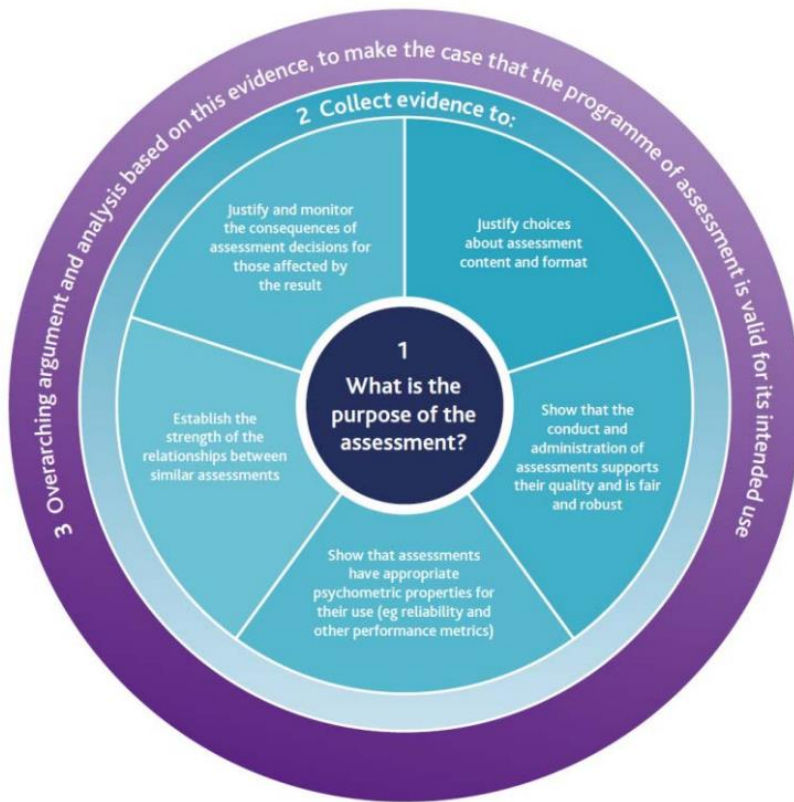 3 Overarching argument and analysis based on this evidence, to make the case that the programme of assessment is valid for its intended use
2 Collect evidence to:
Justify and monitor
the consequences of
assessment decisions for
those affected by
the result
Justify choices
about assessment
content and format
1
What is the
purpose of the
assessment?
Establish the
strength of the
relationships between
similar assessments
Show that the
conduct and
administration of
assessments supports
their quality and is fair
and robust
Show that assessments
have appropriate
psychometric properties
for their use (eg reliability and
other performance metrics)